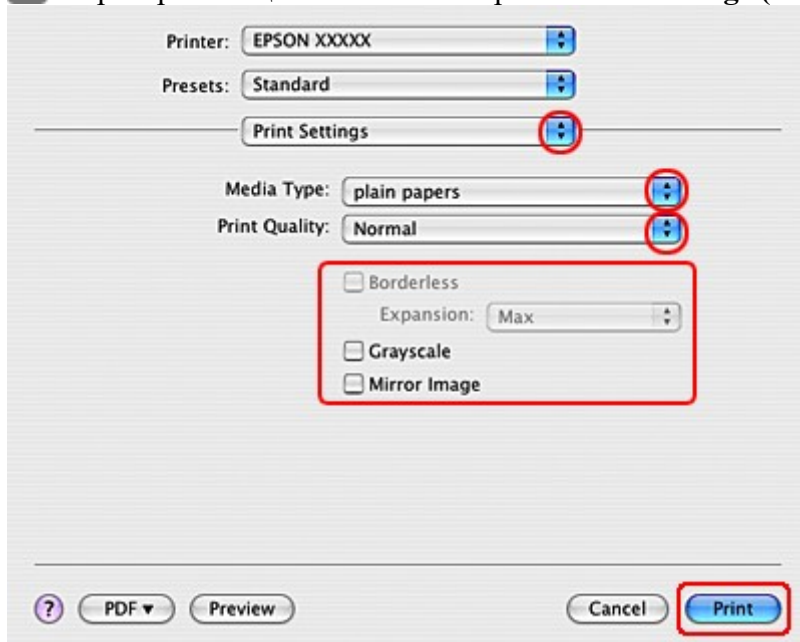 Printer: EPSON XXXXX
Presets: Standard
Print Settings
Media Type: plain papers
Print Quality: Normal
Borderless
Expansion: Max
Grayscale
Mirror Image
? PDF ▼ Preview Cancel Print